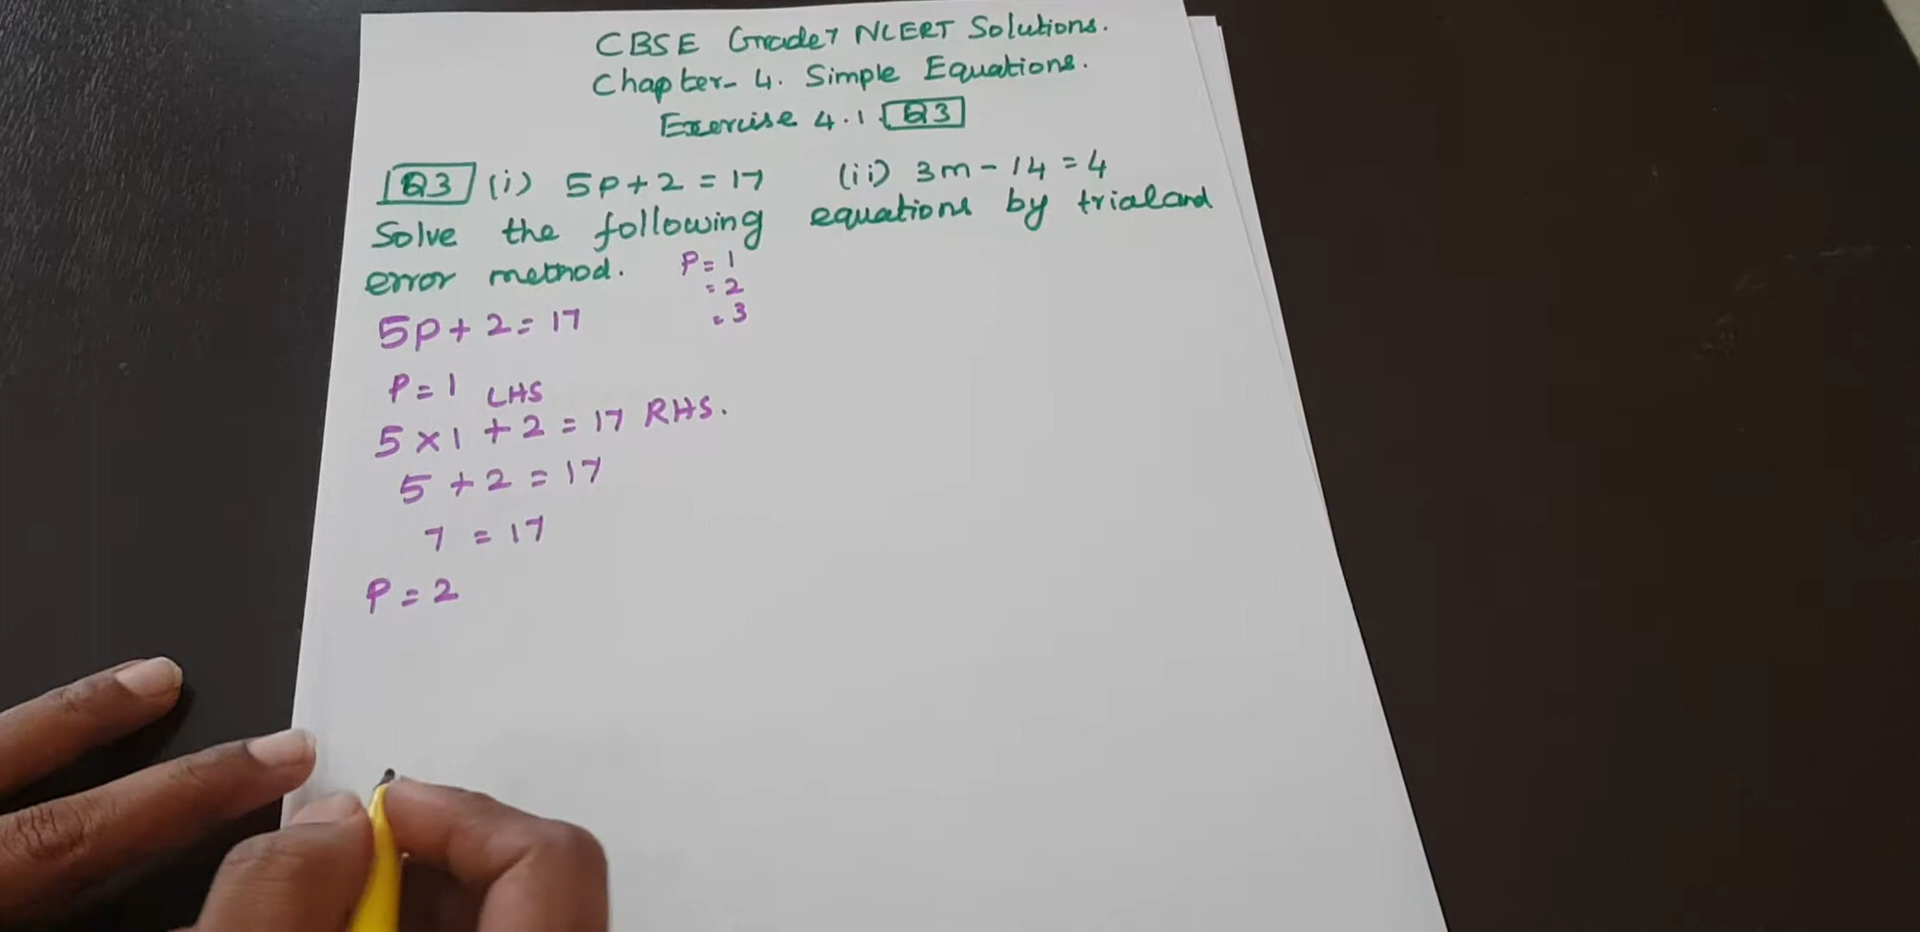 CBSE Grade7 NCERT Solutions.
Chapter-4. Simple Equations.
Exercise 4.1. Q3
Q3 (i) 5p+2=17 (ii) 3m-14=4
Solve the following equations by trial and
error method.
P=1
=2
=3
5p+2=17
P=1 LHS
5×1+2=17 RHS.
5+2=17
7=17
P=2